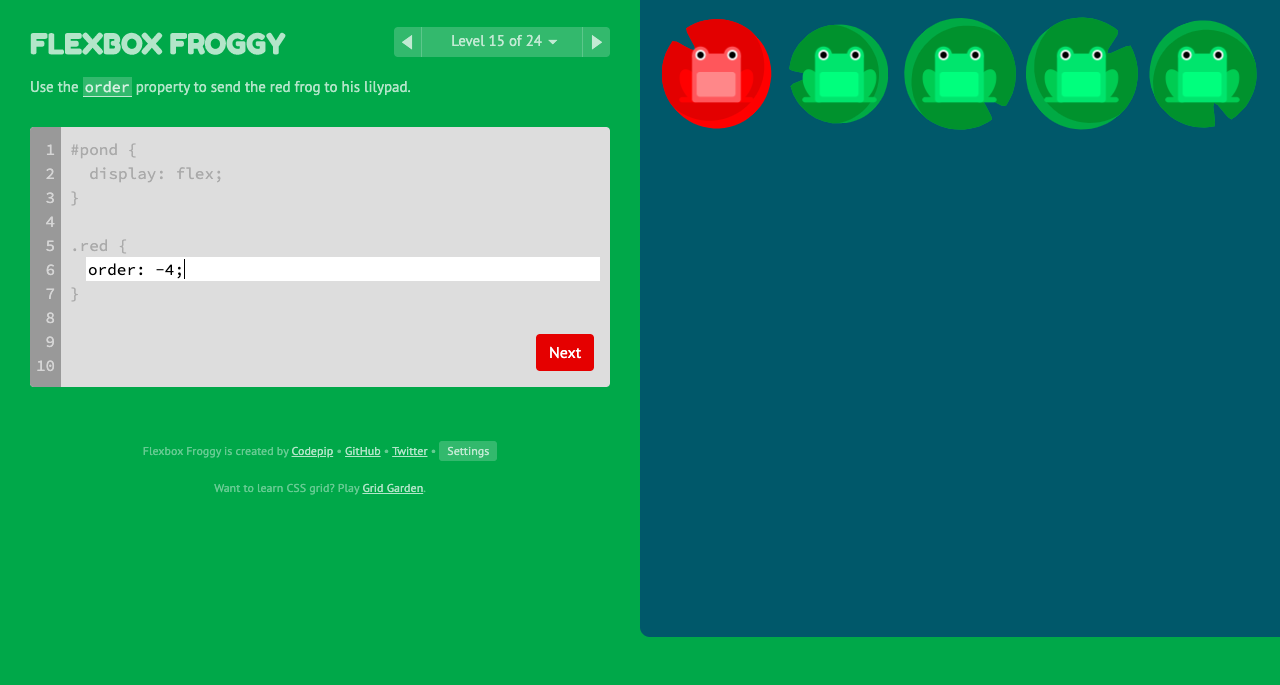 FLEXBOX FROGGY
Level 15 of 24
Use the order property to send the red frog to his lilypad.
1 #pond {
2   display: flex;
3 }
4
5 .red {
6   order: -4;
7 }
8
9
10
Next
Flexbox Froggy is created by Codepip • GitHub • Twitter • Settings
Want to learn CSS grid? Play Grid Garden.